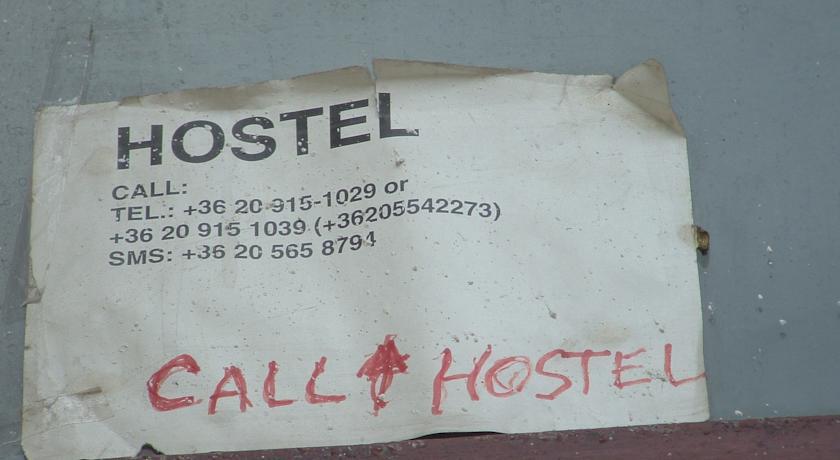 HOSTEL
CALL:
TEL.: +36 20 915-1029 or
+36 20 915 1039 (+36205542273)
SMS: +36 20 565 8794
CALL HOSTEL